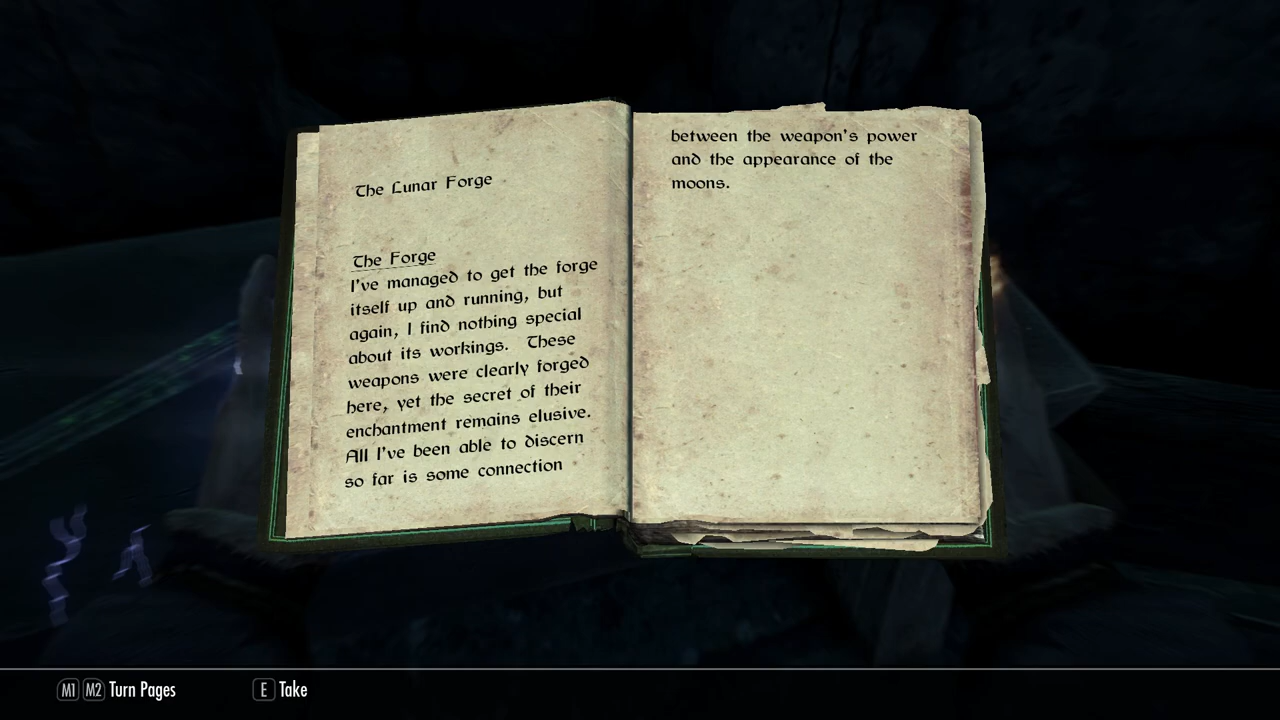 The Lunar Forge
The Forge
I've managed to get the forge
itself up and running, but
again, I find nothing special
about its workings.  These
weapons were clearly forged
here, yet the secret of their
enchantment remains elusive.
All I've been able to discern
so far is some connection
between the weapon's power
and the appearance of the
moons.
M1 M2 Turn Pages
E Take